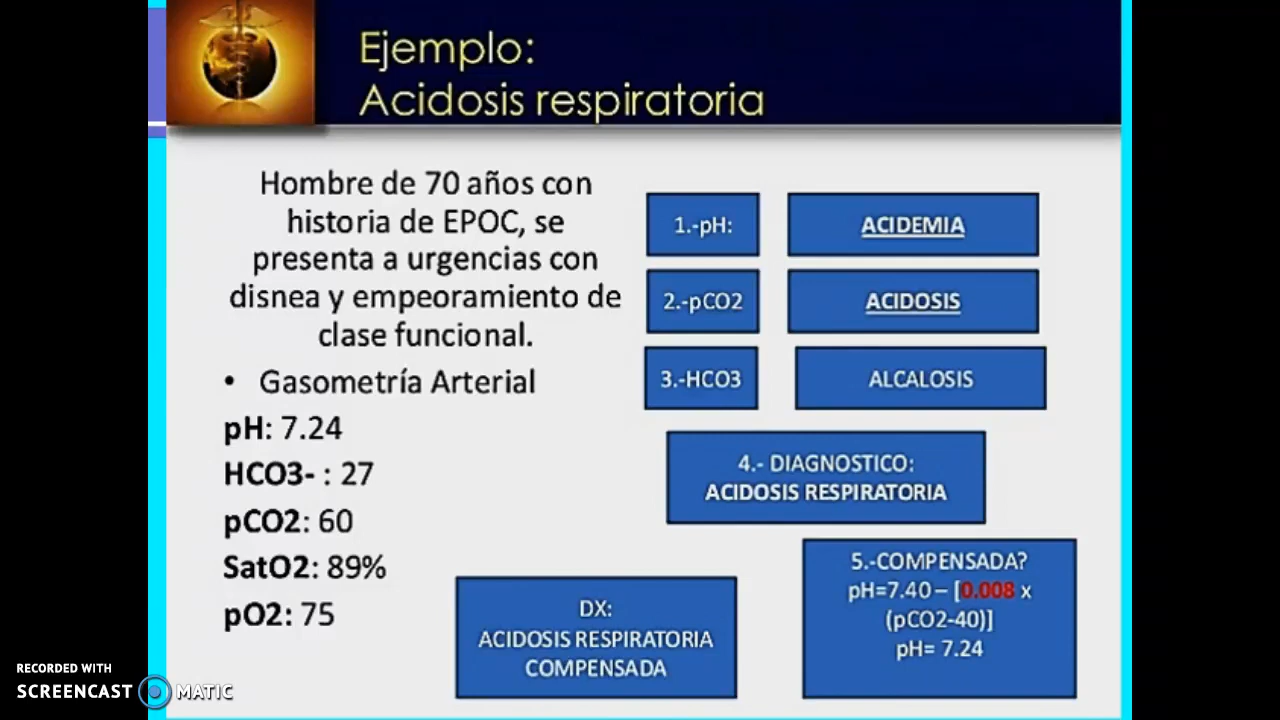 Ejemplo:
Acidosis respiratoria
Hombre de 70 años con
historia de EPOC, se
presenta a urgencias con
disnea y empeoramiento de
clase funcional.
• Gasometría Arterial
pH: 7.24
HCO3- : 27
pCO2: 60
SatO2: 89%
pO2: 75
1.-pH:
ACIDEMIA
2.-pCO2
ACIDOSIS
3.-HCO3
ALCALOSIS
4.- DIAGNOSTICO:
ACIDOSIS RESPIRATORIA
5.-COMPENSADA?
pH=7.40 – [0.008 x
(pCO2-40)]
pH= 7.24
DX:
ACIDOSIS RESPIRATORIA
COMPENSADA
RECORDED WITH
SCREENCAST MATIC